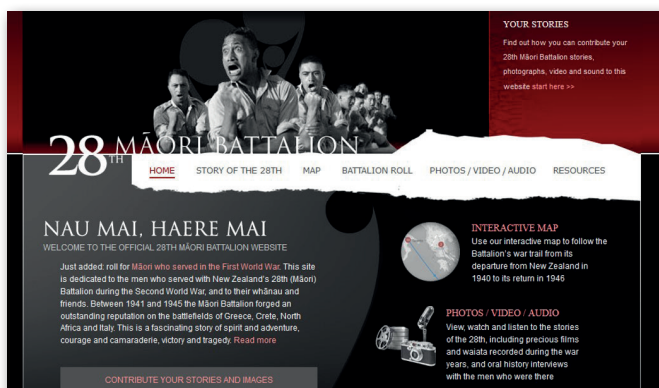 YOUR STORIES
Find out how you can contribute your
28th Māori Battalion stories,
photographs, video and sound to this
website start here >>
28TH MĀORI BATTALION
HOME STORY OF THE 28TH MAP BATTALION ROLL PHOTOS / VIDEO / AUDIO RESOURCES
NAU MAI, HAERE MAI
WELCOME TO THE OFFICIAL 28TH MĀORI BATTALION WEBSITE
Just added: roll for Māori who served in the First World War. This site
is dedicated to the men who served with New Zealand's 28th (Māori)
Battalion during the Second World War, and to their whānau and
friends. Between 1941 and 1945 the Māori Battalion forged an
outstanding reputation on the battlefields of Greece, Crete, North
Africa and Italy. This is a fascinating story of spirit and adventure,
courage and camaraderie, victory and tragedy. Read more
CONTRIBUTE YOUR STORIES AND IMAGES
INTERACTIVE MAP
Use our interactive map to follow the
Battalion's war trail from its
departure from New Zealand in
1940 to its return in 1946
PHOTOS / VIDEO / AUDIO
View, watch and listen to the stories
of the 28th, including precious films
and waiata recorded during the war
years, and oral history interviews
with the men who were there